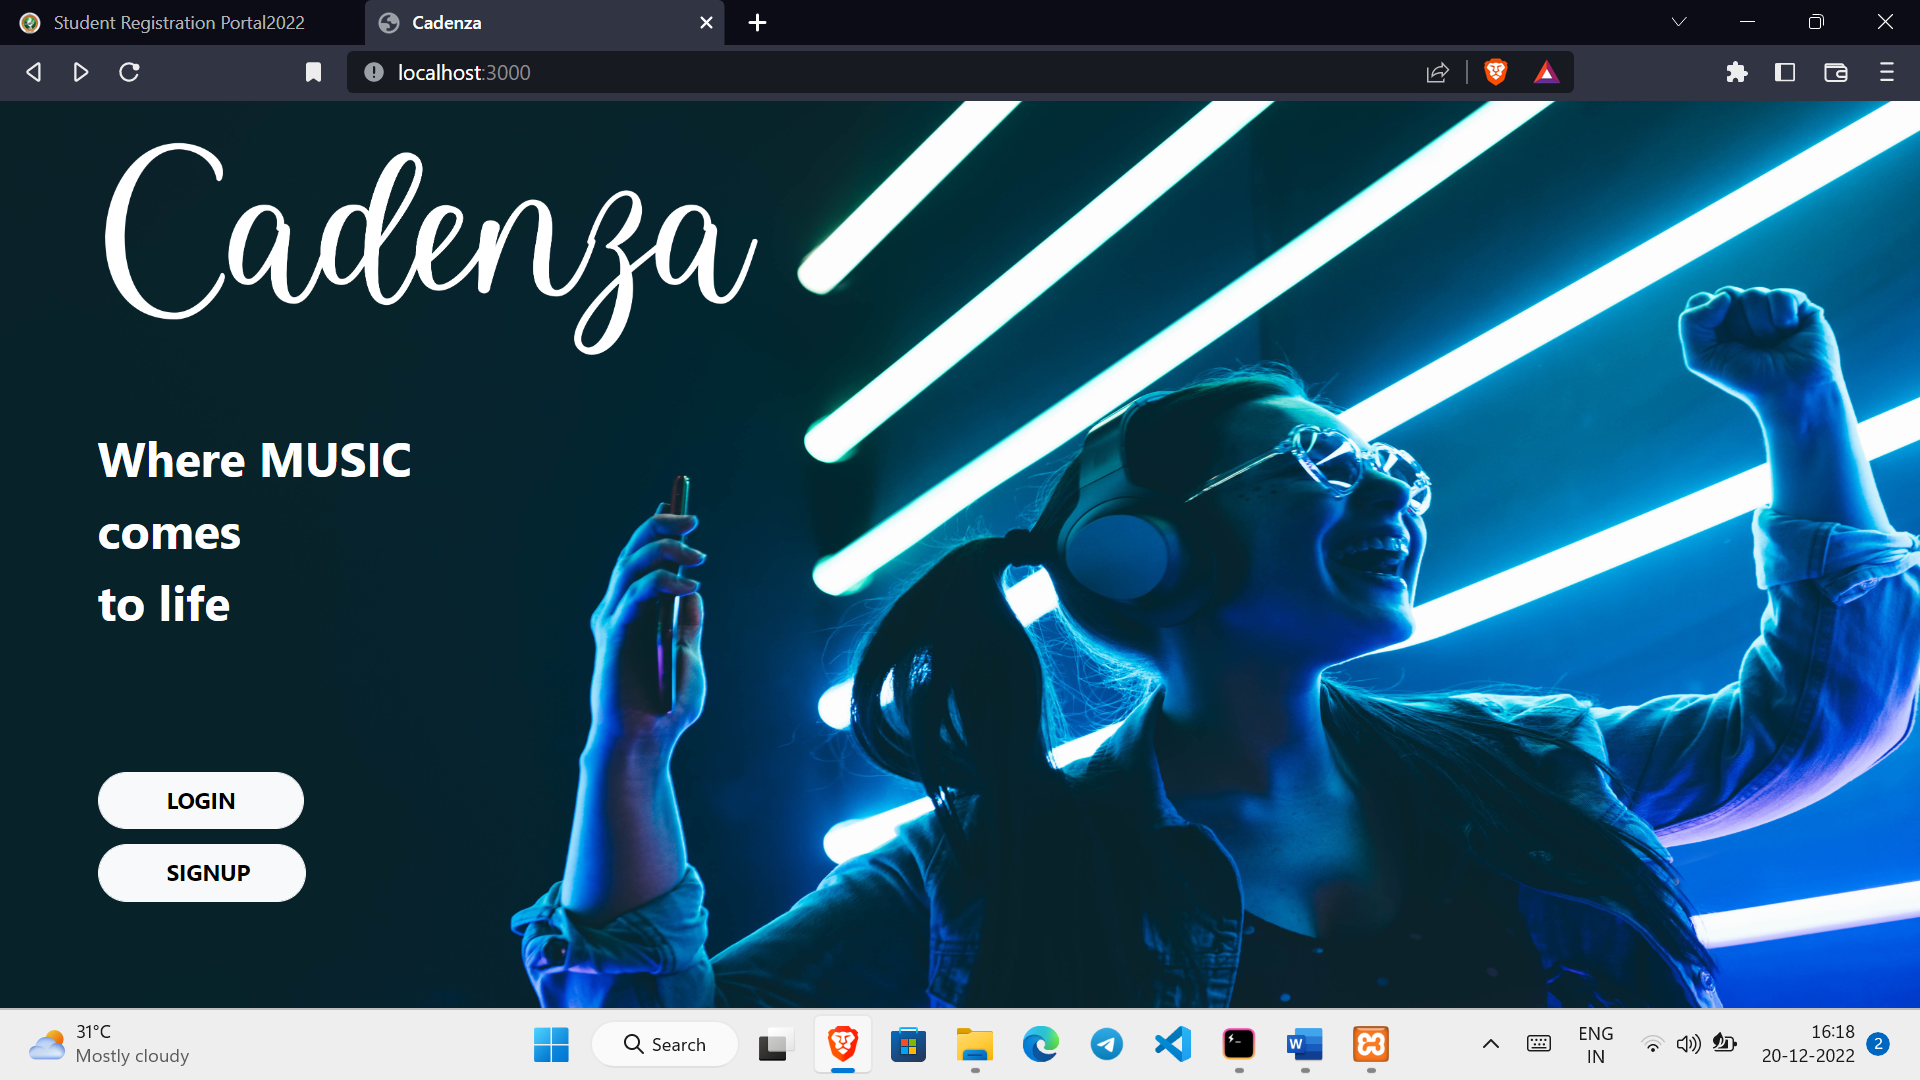 Student Registration Portal2022
Cadenza
localhost:3000
Cadenza
Where MUSIC
comes
to life
LOGIN
SIGNUP
31°C
Mostly cloudy
Search
W
ENG
IN
16:18
20-12-2022
2